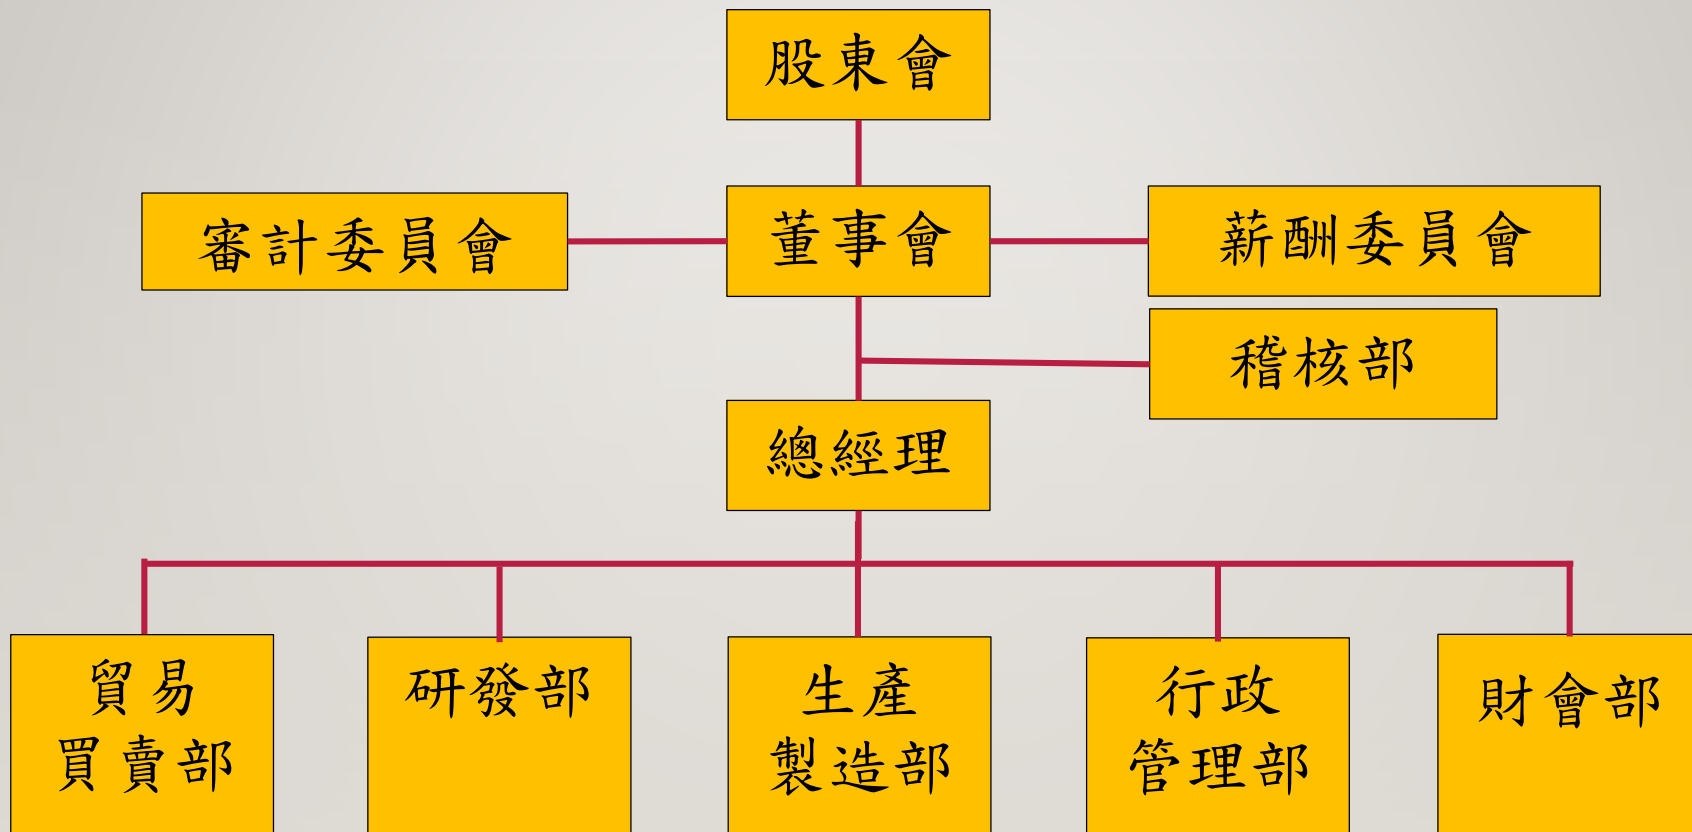 股東會
審計委員會
董事會
薪酬委員會
稽核部
總經理
貿易
買賣部
研發部
生產
製造部
行政
管理部
財會部